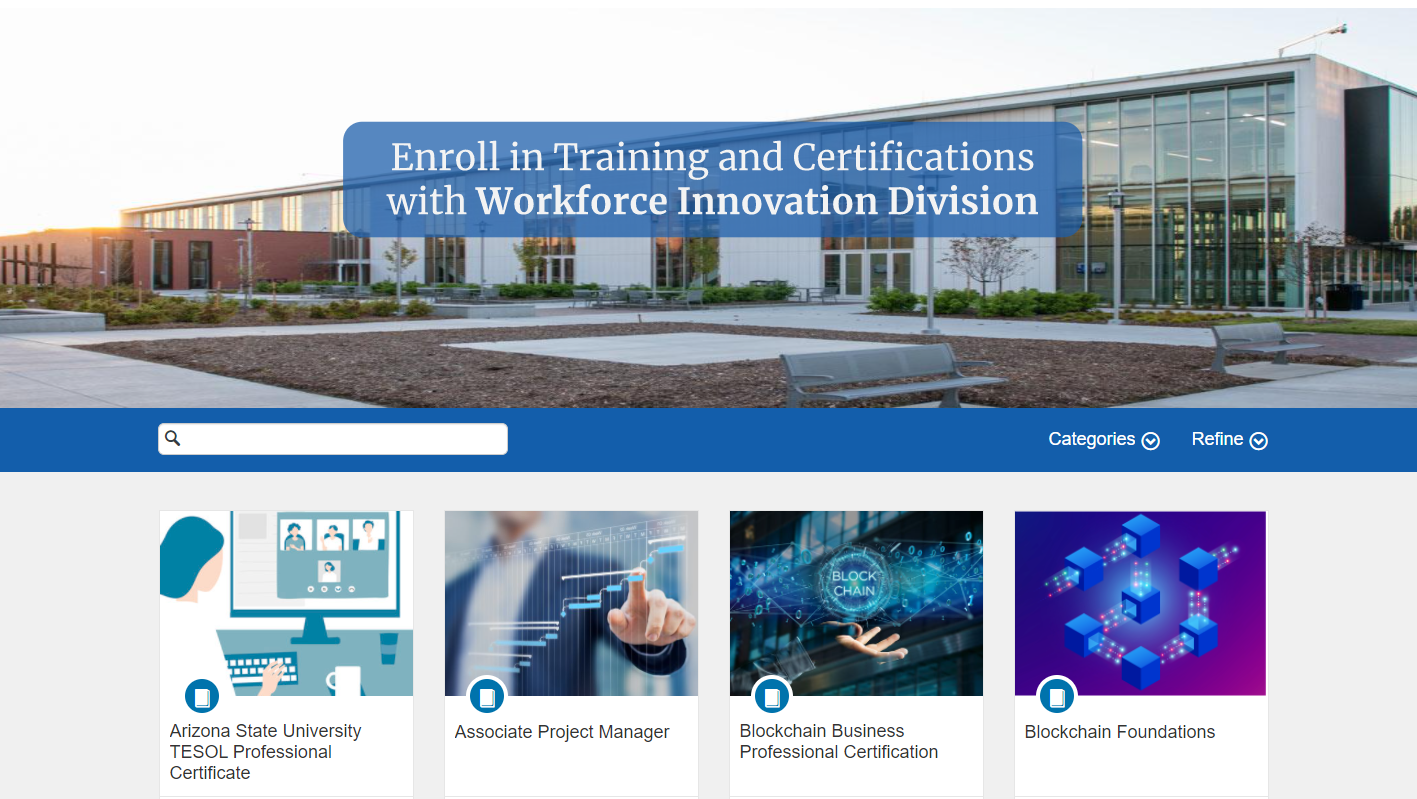 Enroll in Training and Certifications
with Workforce Innovation Division
Categories
Refine
BLOCK
CHAIN
Arizona State University
TESOL Professional
Certificate
Associate Project Manager
Blockchain Business
Professional Certification
Blockchain Foundations